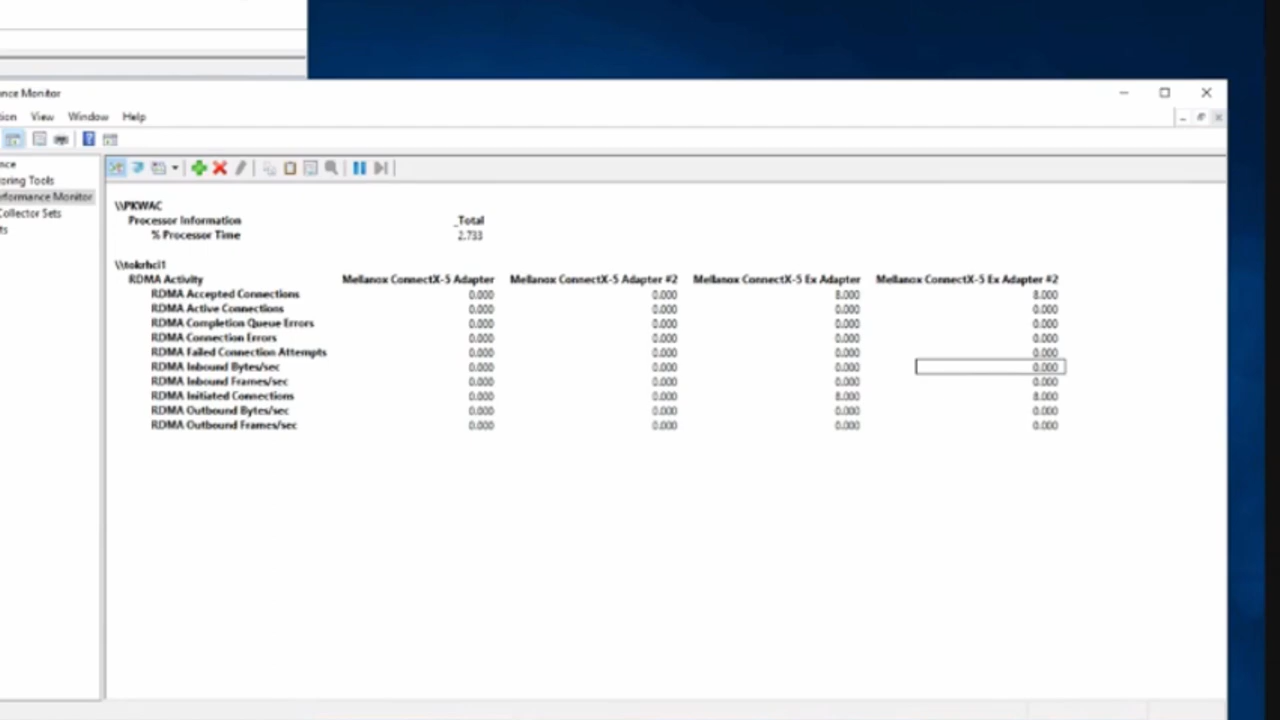 nce Monitor
ion View Window Help
nce
oring Tools
rformance Monitor
Collector Sets
ts
\\PKWAC
Processor Information _Total
% Processor Time 2.733
\\tokrhci1
RDMA Activity Mellanox ConnectX-5 Adapter Mellanox ConnectX-5 Adapter #2 Mellanox ConnectX-5 Ex Adapter Mellanox ConnectX-5 Ex Adapter #2
RDMA Accepted Connections 0.000 0.000 8.000 8.000
RDMA Active Connections 0.000 0.000 0.000 0.000
RDMA Completion Queue Errors 0.000 0.000 0.000 0.000
RDMA Connection Errors 0.000 0.000 0.000 0.000
RDMA Failed Connection Attempts 0.000 0.000 0.000 0.000
RDMA Inbound Bytes/sec 0.000 0.000 0.000 0.000
RDMA Inbound Frames/sec 0.000 0.000 0.000 0.000
RDMA Initiated Connections 0.000 0.000 8.000 8.000
RDMA Outbound Bytes/sec 0.000 0.000 0.000 0.000
RDMA Outbound Frames/sec 0.000 0.000 0.000 0.000